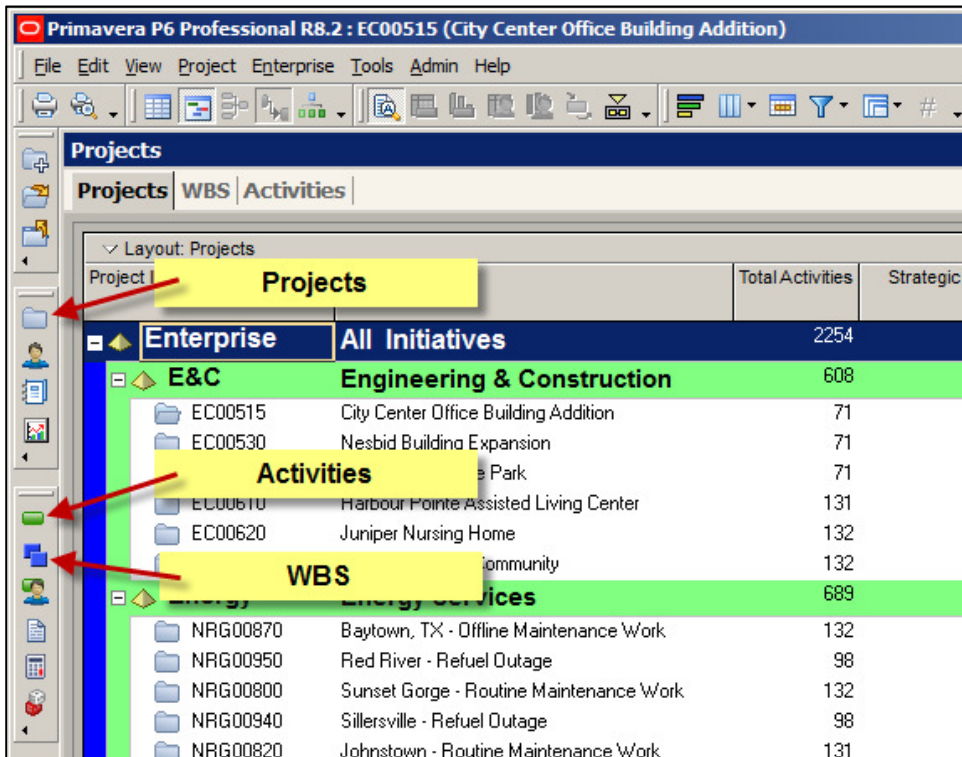 Primavera P6 Professional R8.2 : EC00515 (City Center Office Building Addition)
File Edit View Project Enterprise Tools Admin Help
Projects
Projects WBS Activities
Layout: Projects
Project Total Activities Strategic
Projects
Enterprise All Initiatives 2254
E&C Engineering & Construction 608
EC00515 City Center Office Building Addition 71
EC00530 Nesbid Building Expansion 71
Park 71
Activities
EC00610 Harbour Pointe Assisted Living Center 131
EC00620 Juniper Nursing Home 132
Community 132
WBS
Energy Energy Services 689
NRG00870 Baytown, TX - Offline Maintenance Work 132
NRG00950 Red River - Refuel Outage 98
NRG00800 Sunset Gorge - Routine Maintenance Work 132
NRG00940 Sillersville - Refuel Outage 98
NRG00820 Johnstown - Routine Maintenance Work 131